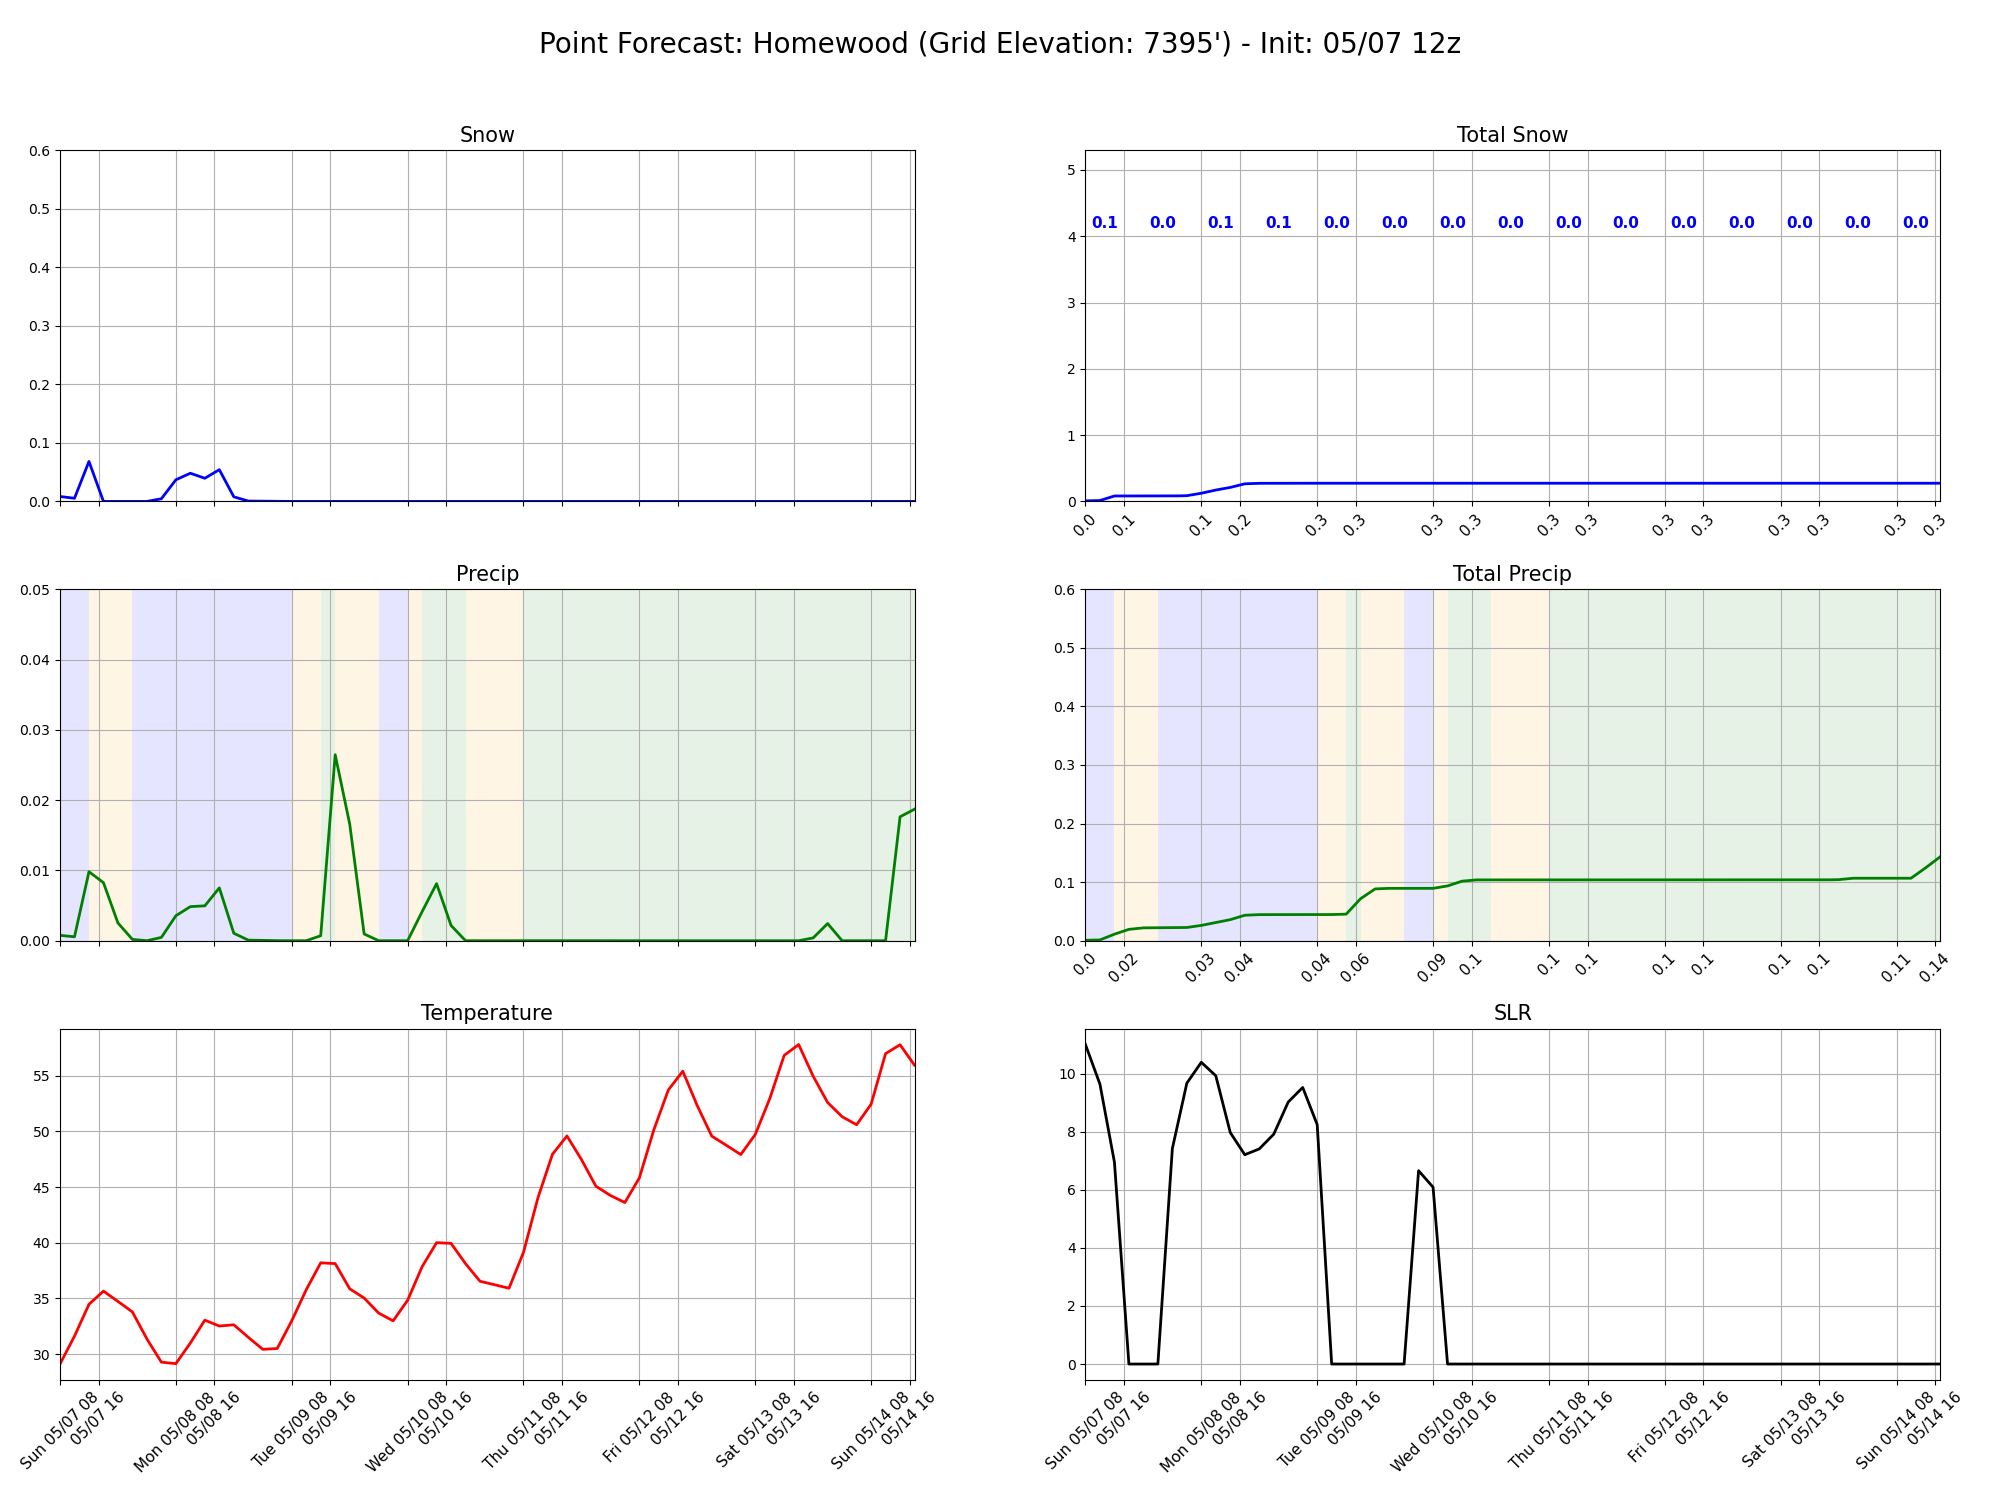 Point Forecast: Homewood (Grid Elevation: 7395') - Init: 05/07 12z
Snow
0.6
0.5
0.4
0.3
0.2
0.1
0.0
Total Snow
5
4
3
2
1
0
0.1 0.0 0.1 0.1 0.0 0.0 0.0 0.0 0.0 0.0 0.0 0.0 0.0 0.0 0.0
0.0 0.1 0.1 0.2 0.3 0.3 0.3 0.3 0.3 0.3 0.3 0.3 0.3 0.3 0.3 0.3
Precip
0.05
0.04
0.03
0.02
0.01
0.00
Total Precip
0.6
0.5
0.4
0.3
0.2
0.1
0.0
0.0 0.02 0.03 0.04 0.04 0.06 0.09 0.1 0.1 0.1 0.1 0.1 0.1 0.1 0.11 0.14
Temperature
55
50
45
40
35
30
Sun 05/07 08
05/07 16
Mon 05/08 08
05/08 16
Tue 05/09 08
05/09 16
Wed 05/10 08
05/10 16
Thu 05/11 08
05/11 16
Fri 05/12 08
05/12 16
Sat 05/13 08
05/13 16
Sun 05/14 08
05/14 16
SLR
10
8
6
4
2
0
Sun 05/07 08
05/07 16
Mon 05/08 08
05/08 16
Tue 05/09 08
05/09 16
Wed 05/10 08
05/10 16
Thu 05/11 08
05/11 16
Fri 05/12 08
05/12 16
Sat 05/13 08
05/13 16
Sun 05/14 08
05/14 16